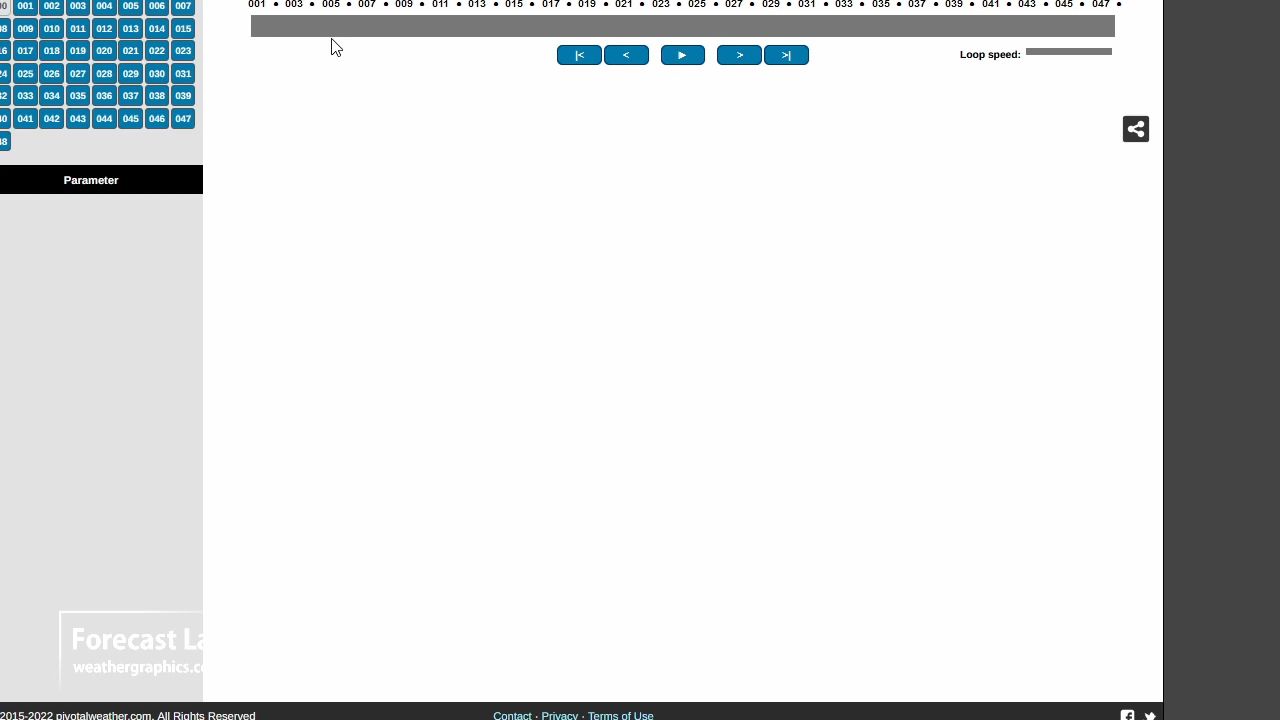 001 • 003 • 005 • 007 • 009 • 011 • 013 • 015 • 017 • 019 • 021 • 023 • 025 • 027 • 029 • 031 • 033 • 035 • 037 • 039 • 041 • 043 • 045 • 047 •
001 002 003 004 005 006 007
009 010 011 012 013 014 015
017 018 019 020 021 022 023
025 026 027 028 029 030 031
033 034 035 036 037 038 039
041 042 043 044 045 046 047
|< < ► > >|
Loop speed:
Parameter
Forecast La
weathergraphics.c
2015-2022 pivotalweather.com. All Rights Reserved
Contact · Privacy · Terms of Use